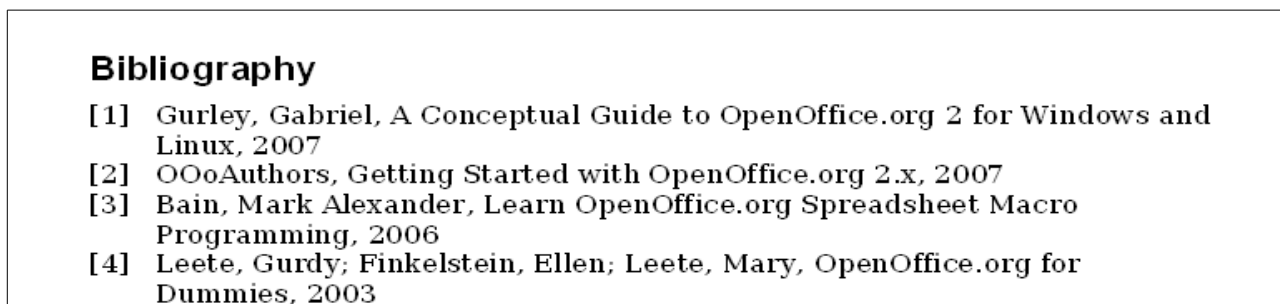 Bibliography
[1] Gurley, Gabriel, A Conceptual Guide to OpenOffice.org 2 for Windows and
Linux, 2007
[2] OOoAuthors, Getting Started with OpenOffice.org 2.x, 2007
[3] Bain, Mark Alexander, Learn OpenOffice.org Spreadsheet Macro
Programming, 2006
[4] Leete, Gurdy; Finkelstein, Ellen; Leete, Mary, OpenOffice.org for
Dummies, 2003